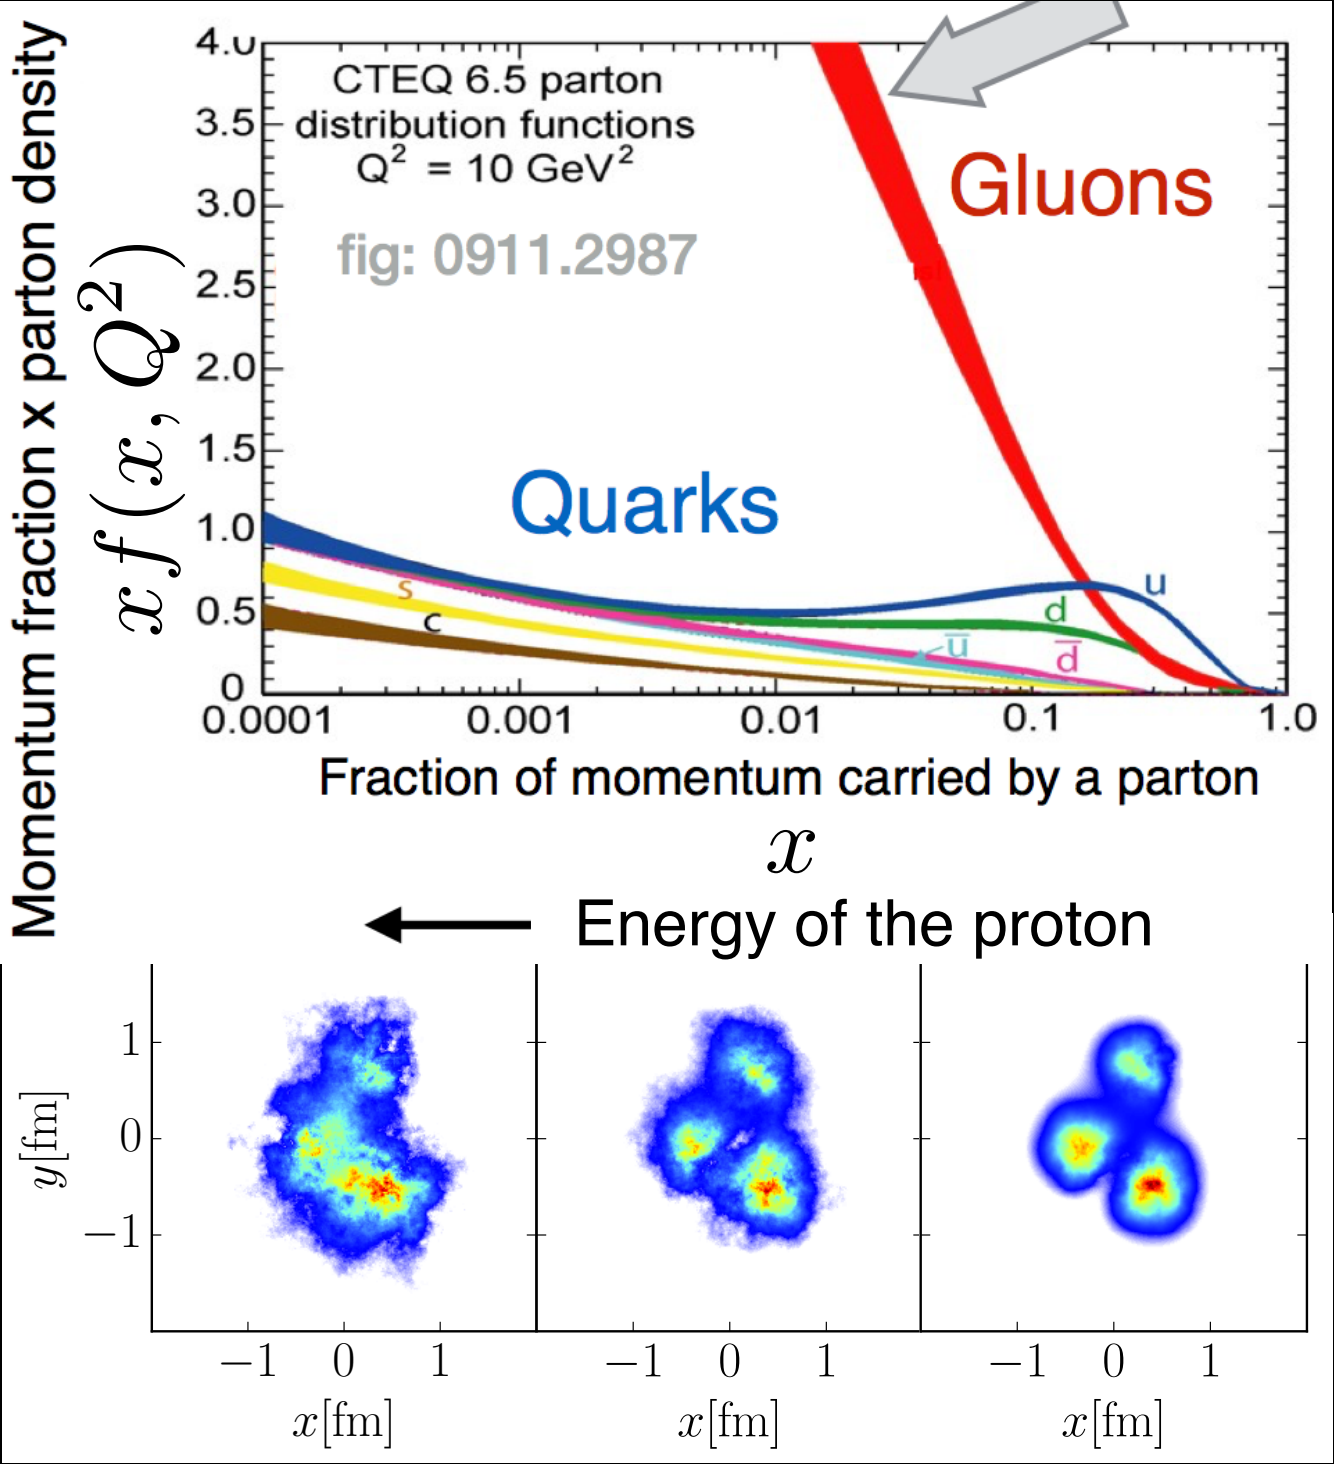 Momentum fraction x parton density
x f(x, Q²)
4.0
3.5
3.0
2.5
2.0
1.5
1.0
0.5
0
CTEQ 6.5 parton
distribution functions
Q² = 10 GeV²
fig: 0911.2987
Gluons
Quarks
s
c
u
d
u̅
d̅
0.0001 0.001 0.01 0.1 1.0
Fraction of momentum carried by a parton
x
Energy of the proton
y[fm]
1
0
−1
−1 0 1 −1 0 1 −1 0 1
x[fm] x[fm] x[fm]